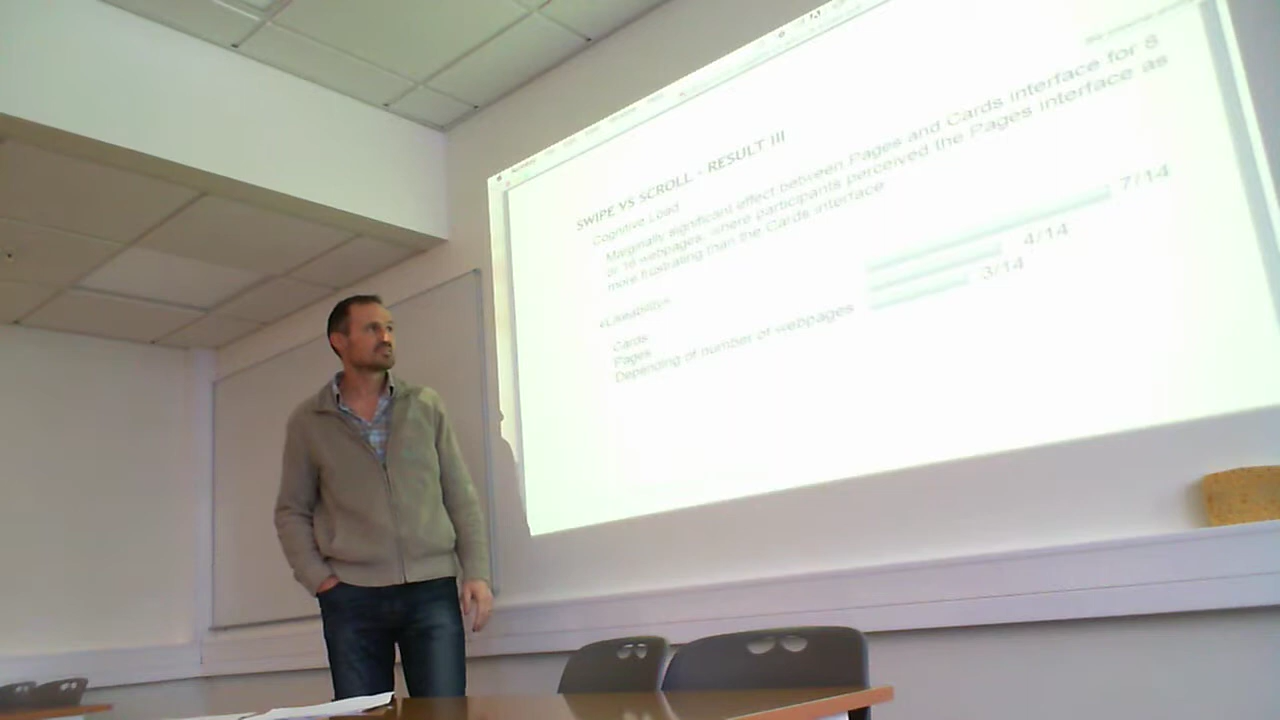 SWIPE VS SCROLL - RESULT III
Cognitive Load
Marginally significant effect between Pages and Cards interface for 8
or 16 webpages, where participants perceived the Pages interface as
more frustrating than the Cards interface
Likeability
Cards 7/14
Pages 4/14
Depending of number of webpages 3/14